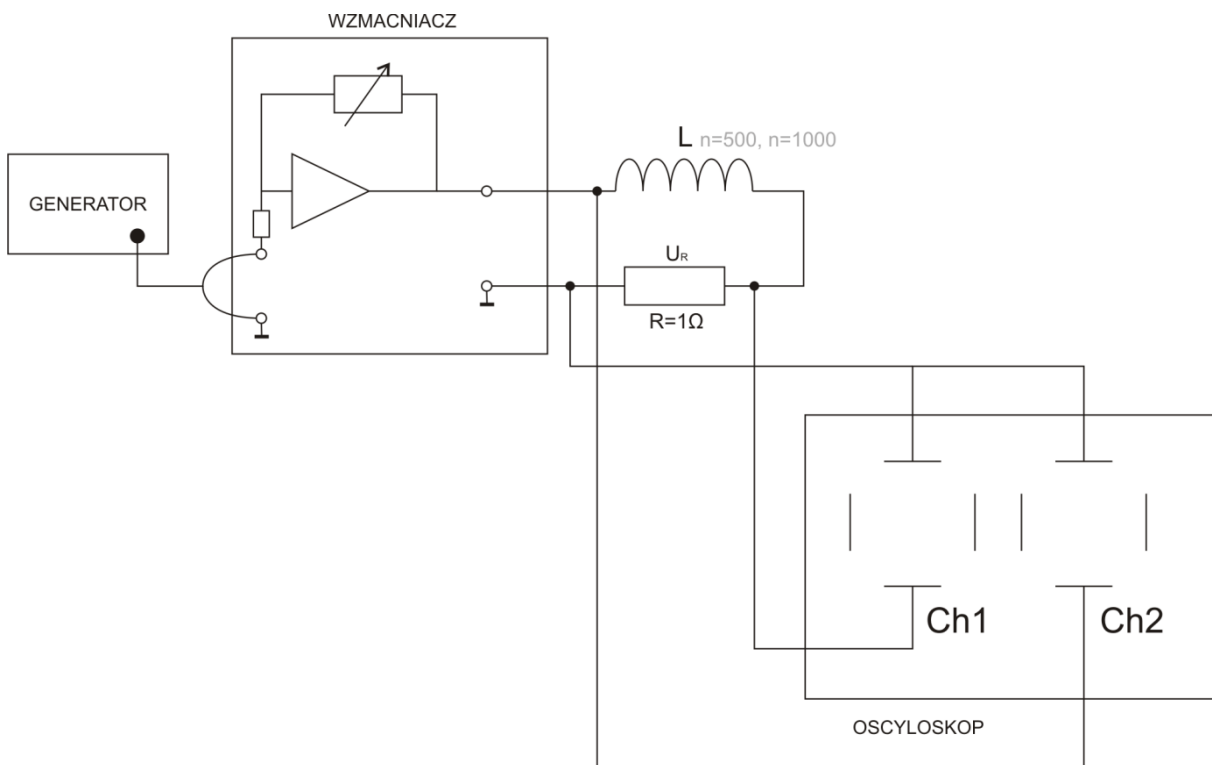 WZMACNIACZ
GENERATOR
L n=500, n=1000
UR
R=1Ω
Ch1 Ch2
OSCYLOSKOP